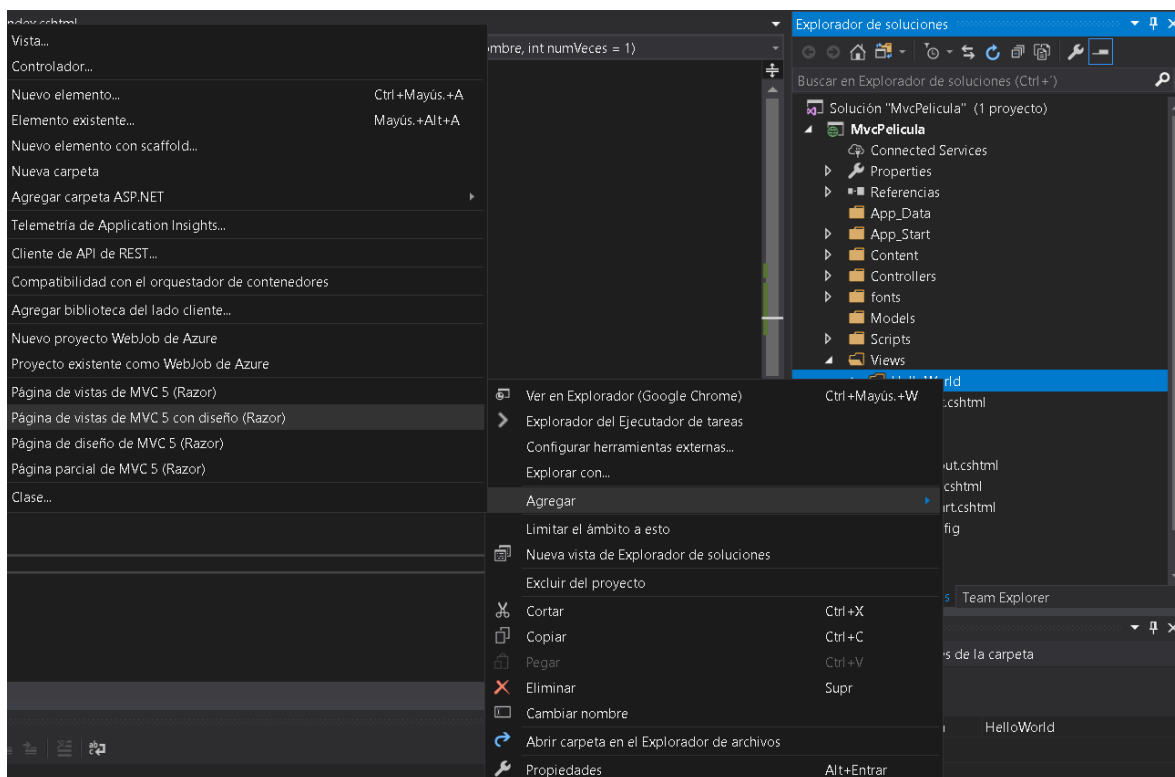 ndex.cshtml
Vista...
Controlador...
Nuevo elemento... Ctrl+Mayús.+A
Elemento existente... Mayús.+Alt+A
Nuevo elemento con scaffold...
Nueva carpeta
Agregar carpeta ASP.NET
Telemetría de Application Insights...
Cliente de API de REST...
Compatibilidad con el orquestador de contenedores
Agregar biblioteca del lado cliente...
Nuevo proyecto WebJob de Azure
Proyecto existente como WebJob de Azure
Página de vistas de MVC 5 (Razor)
Página de vistas de MVC 5 con diseño (Razor)
Página de diseño de MVC 5 (Razor)
Página parcial de MVC 5 (Razor)
Clase...
ombre, int numVeces = 1)
Ver en Explorador (Google Chrome) Ctrl+Mayús.+W
Explorador del Ejecutador de tareas
Configurar herramientas externas...
Explorar con...
Agregar
Limitar el ámbito a esto
Nueva vista de Explorador de soluciones
Excluir del proyecto
Cortar Ctrl+X
Copiar Ctrl+C
Pegar Ctrl+V
Eliminar Supr
Cambiar nombre
Abrir carpeta en el Explorador de archivos
Propiedades Alt+Entrar
Explorador de soluciones
Buscar en Explorador de soluciones (Ctrl+´)
Solución "MvcPelicula" (1 proyecto)
MvcPelicula
Connected Services
Properties
Referencias
App_Data
App_Start
Content
Controllers
fonts
Models
Scripts
Views
HelloWorld
t.cshtml
out.cshtml
.cshtml
rt.cshtml
fig
s Team Explorer
s de la carpeta
HelloWorld